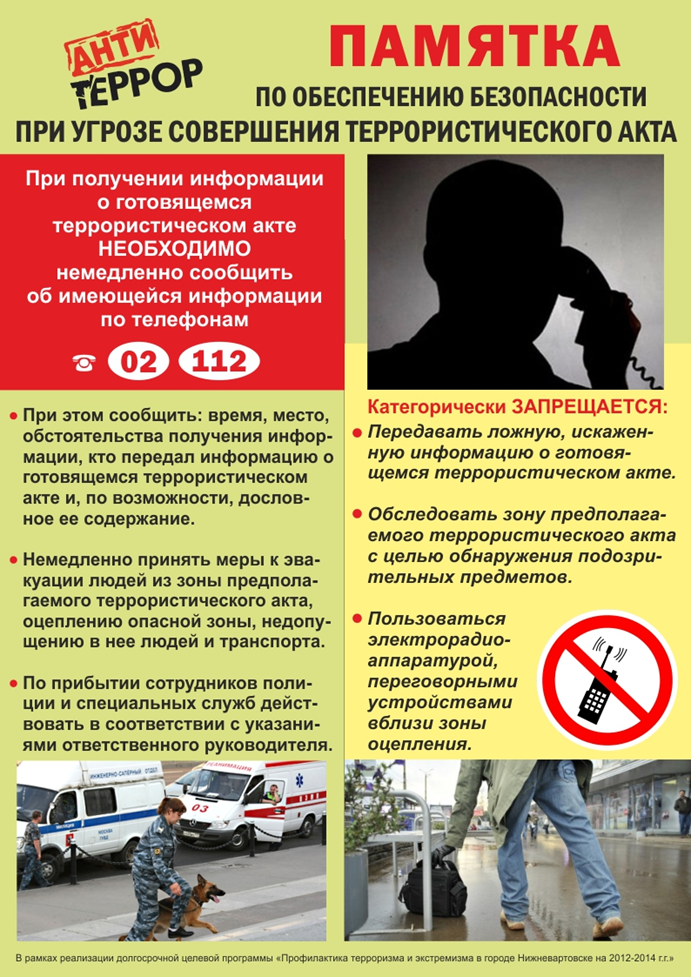 АНТИ
ТЕРРОР
ПАМЯТКА
ПО ОБЕСПЕЧЕНИЮ БЕЗОПАСНОСТИ
ПРИ УГРОЗЕ СОВЕРШЕНИЯ ТЕРРОРИСТИЧЕСКОГО АКТА
При получении информации
о готовящемся
террористическом акте
НЕОБХОДИМО
немедленно сообщить
об имеющейся информации
по телефонам
02 112
• При этом сообщить: время, место,
обстоятельства получения инфор-
мации, кто передал информацию о
готовящемся террористическом
акте и, по возможности, дослов-
ное ее содержание.
• Немедленно принять меры к эва-
куации людей из зоны предпола-
гаемого террористического акта,
оцеплению опасной зоны, недопу-
щению в нее людей и транспорта.
• По прибытии сотрудников поли-
ции и специальных служб дейст-
вовать в соответствии с указани-
ями ответственного руководителя.
Категорически ЗАПРЕЩАЕТСЯ:
• Передавать ложную, искажен-
ную информацию о готовя-
щемся террористическом акте.
• Обследовать зону предполага-
емого террористического акта
с целью обнаружения подозри-
тельных предметов.
• Пользоваться
электрорадио-
аппаратурой,
переговорными
устройствами
вблизи зоны
оцепления.
ИНЖЕНЕРНО-САПЕРНЫЙ ОТДЕЛ
РЕАНИМАЦИЯ
03
В рамках реализации долгосрочной целевой программы «Профилактика терроризма и экстремизма в городе Нижневартовске на 2012-2014 г.г.»